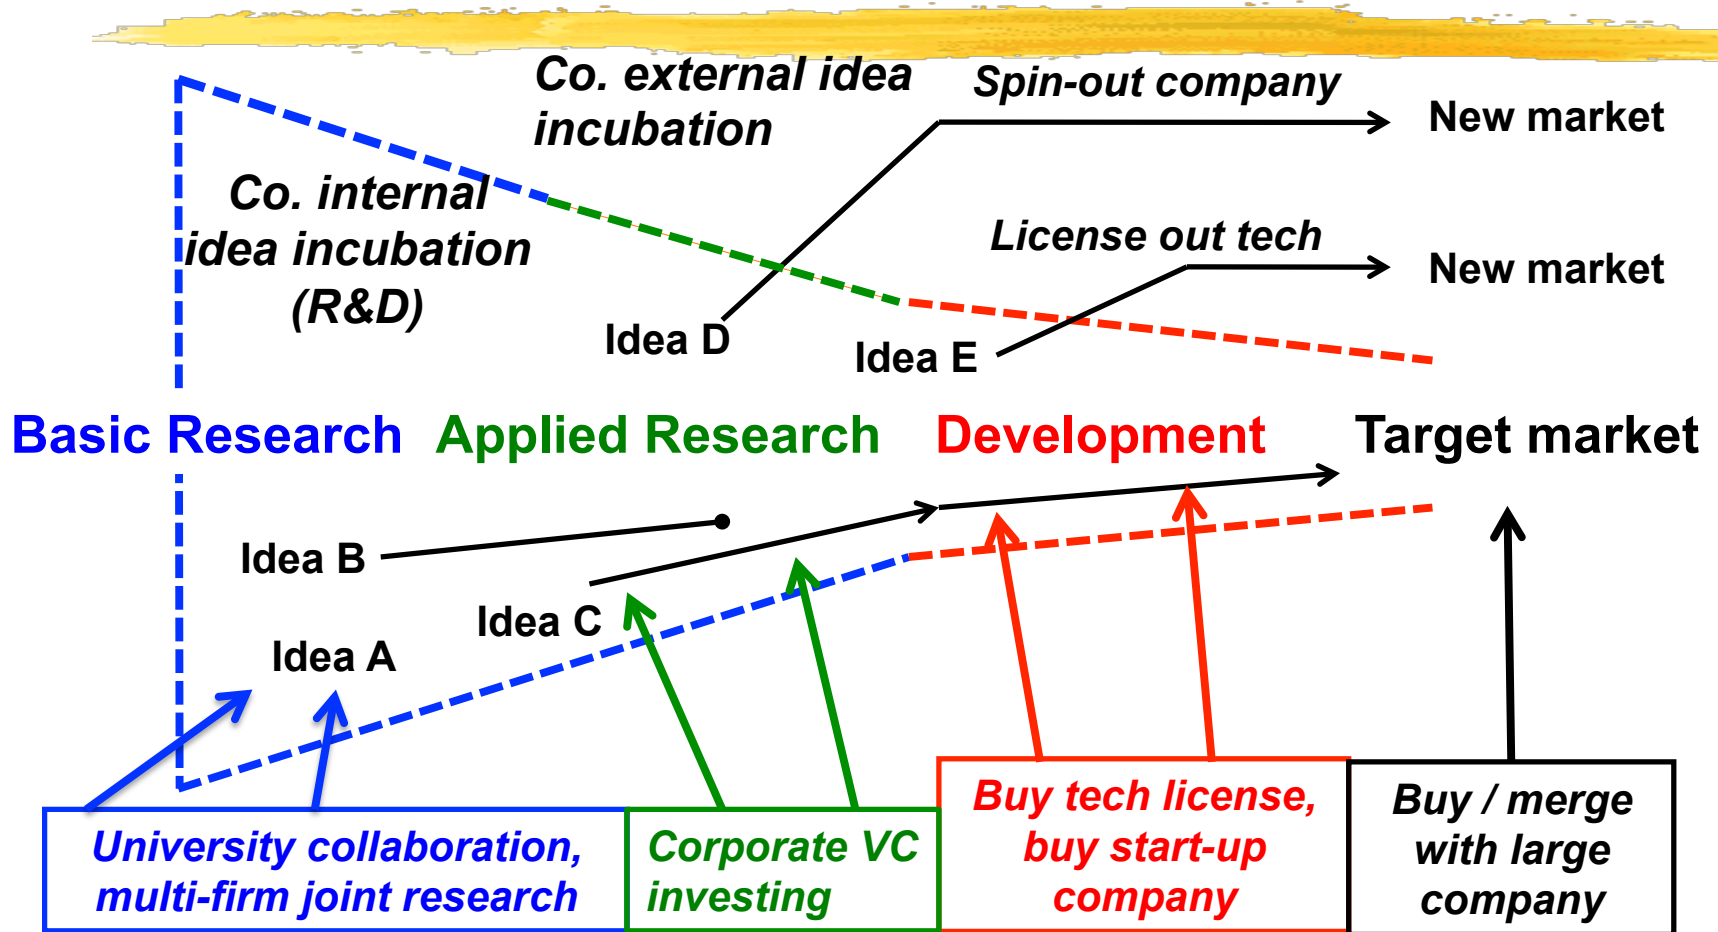 Co. external idea
incubation
Spin-out company
New market
Co. internal
idea incubation
(R&D)
License out tech
New market
Idea D
Idea E
Basic Research
Applied Research
Development
Target market
Idea B
Idea C
Idea A
University collaboration,
multi-firm joint research
Corporate VC
investing
Buy tech license,
buy start-up
company
Buy / merge
with large
company